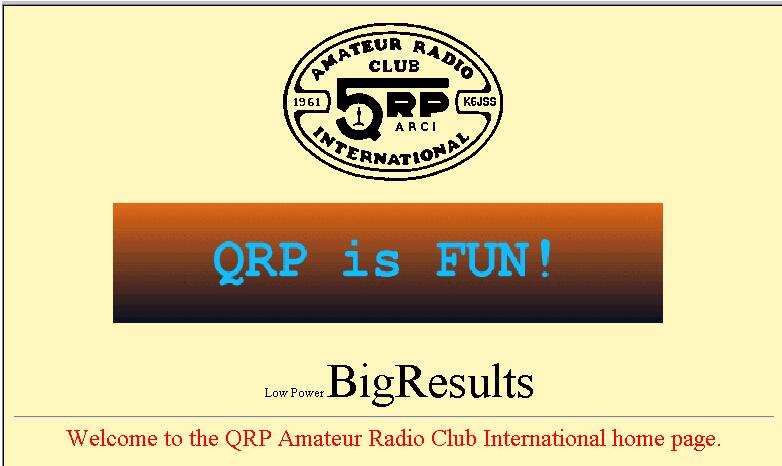 AMATEUR RADIO
CLUB
1961 QRP K6JSS
ARCI
INTERNATIONAL
QRP is FUN!
Low Power BigResults
Welcome to the QRP Amateur Radio Club International home page.